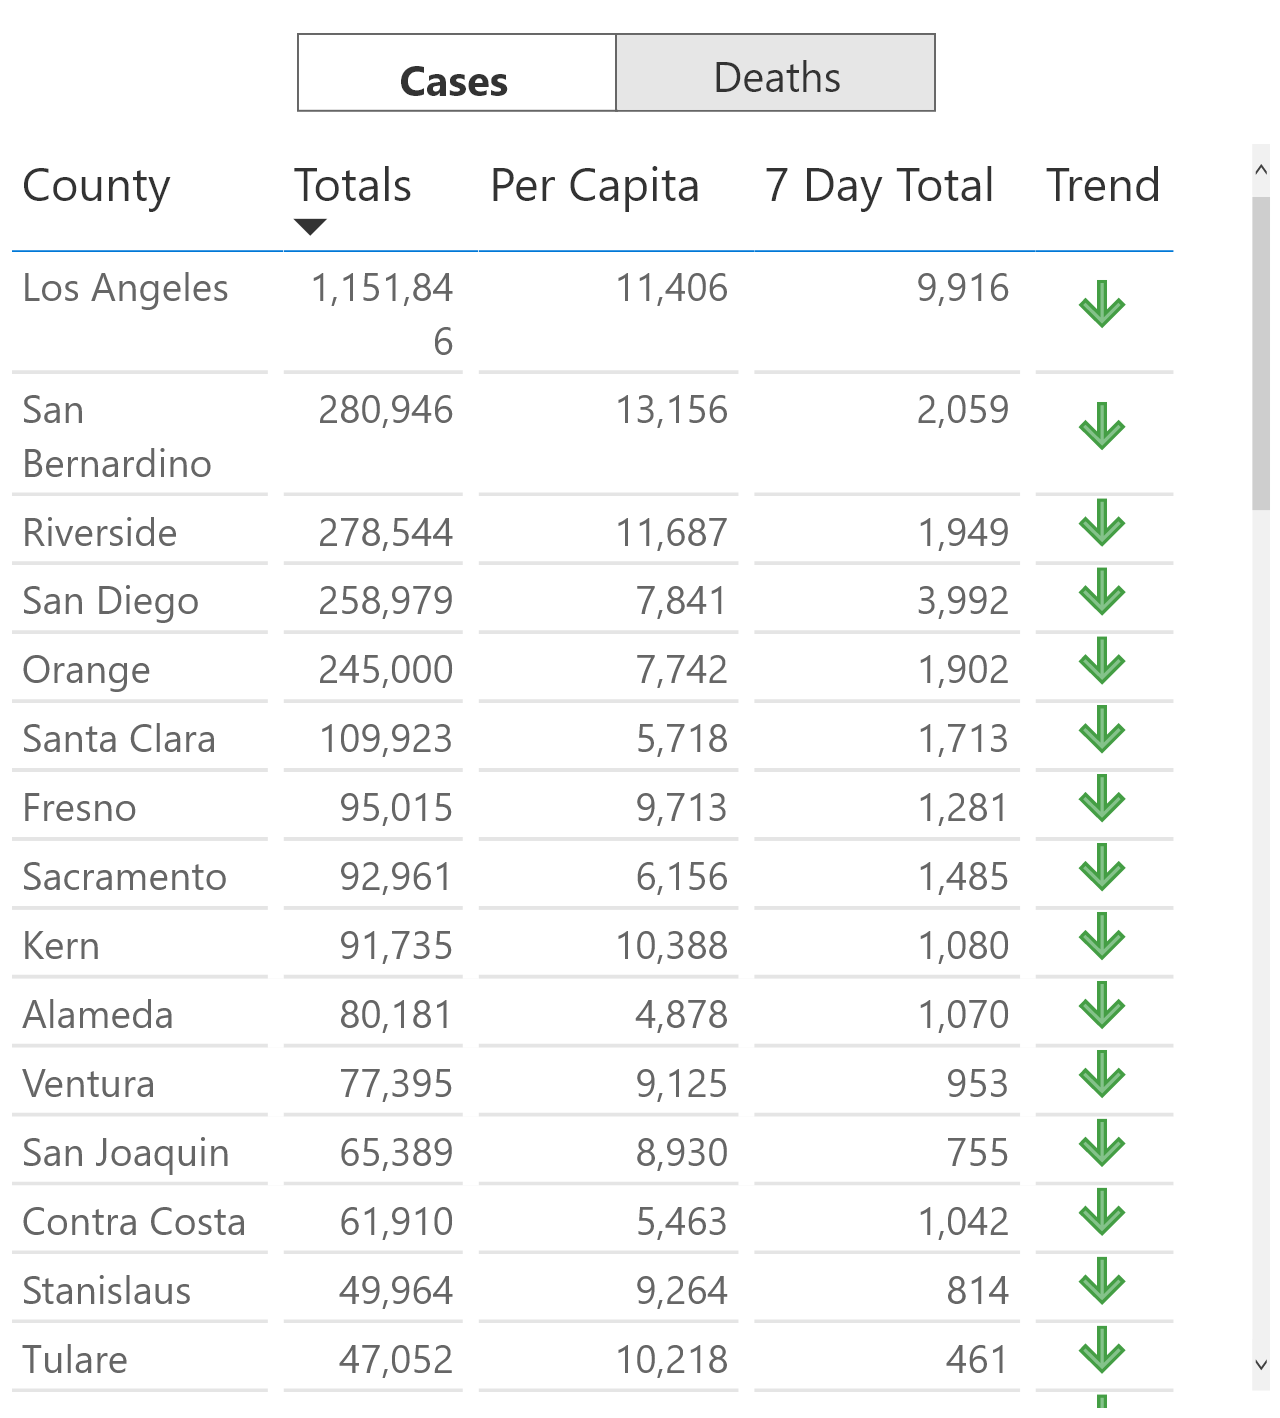 Cases Deaths
County Totals Per Capita 7 Day Total Trend
Los Angeles 1,151,84 11,406 9,916
6
San 280,946 13,156 2,059
Bernardino
Riverside 278,544 11,687 1,949
San Diego 258,979 7,841 3,992
Orange 245,000 7,742 1,902
Santa Clara 109,923 5,718 1,713
Fresno 95,015 9,713 1,281
Sacramento 92,961 6,156 1,485
Kern 91,735 10,388 1,080
Alameda 80,181 4,878 1,070
Ventura 77,395 9,125 953
San Joaquin 65,389 8,930 755
Contra Costa 61,910 5,463 1,042
Stanislaus 49,964 9,264 814
Tulare 47,052 10,218 461